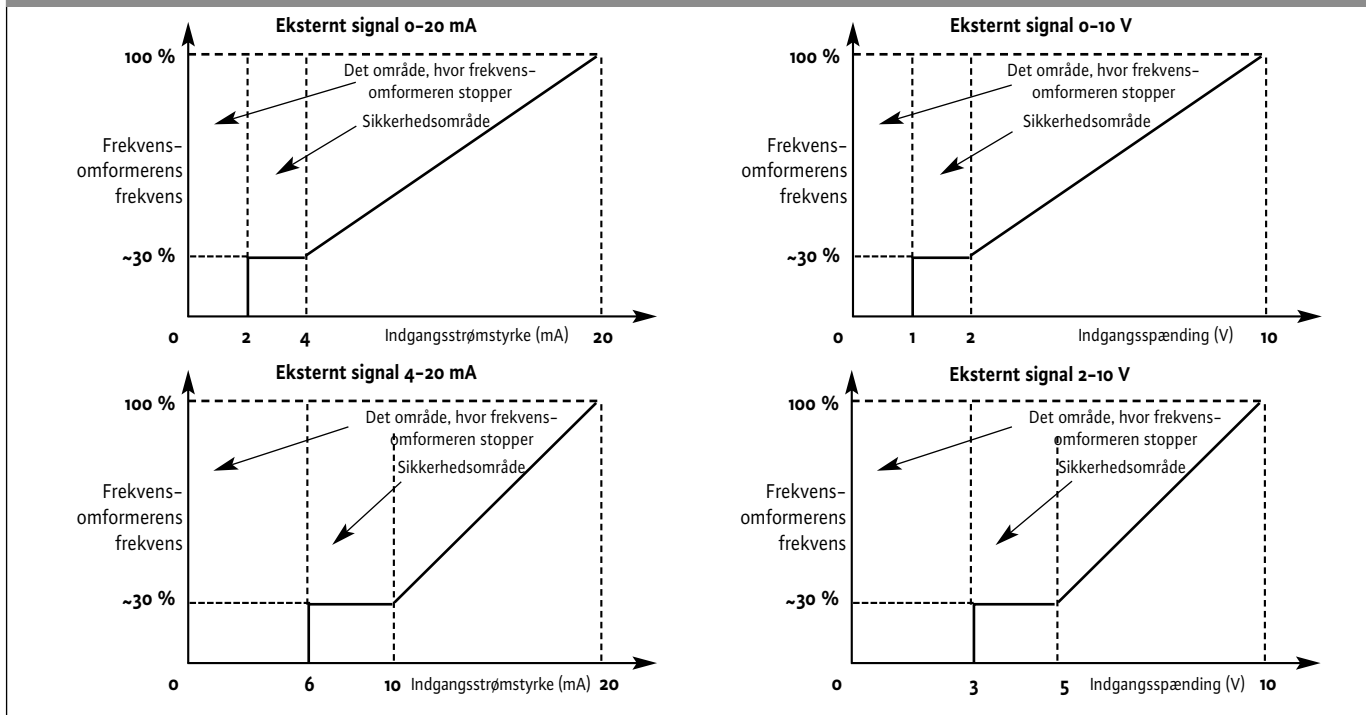 Eksternt signal 0–20 mA
100 %
Det område, hvor frekvens–
omformeren stopper
Sikkerhedsområde
Frekvens–
omformerens
frekvens
~30 %
0 2 4 Indgangsstrømstyrke (mA) 20
Eksternt signal 0–10 V
100 %
Det område, hvor frekvens–
omformeren stopper
Sikkerhedsområde
Frekvens–
omformerens
frekvens
~30 %
0 1 2 Indgangsspænding (V) 10
Eksternt signal 4–20 mA
100 %
Det område, hvor frekvens–
omformeren stopper
Sikkerhedsområde
Frekvens–
omformerens
frekvens
~30 %
0 6 10 Indgangsstrømstyrke (mA) 20
Eksternt signal 2–10 V
100 %
Det område, hvor frekvens–
omformeren stopper
Sikkerhedsområde
Frekvens–
omformerens
frekvens
~30 %
0 3 5 Indgangsspænding (V) 10